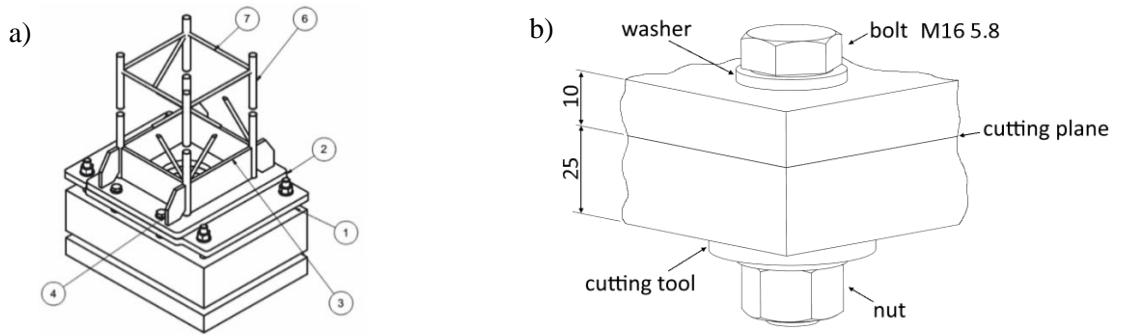 a)
7
6
2
1
4
3
b)
washer
bolt M16 5.8
10
cutting plane
25
cutting tool
nut